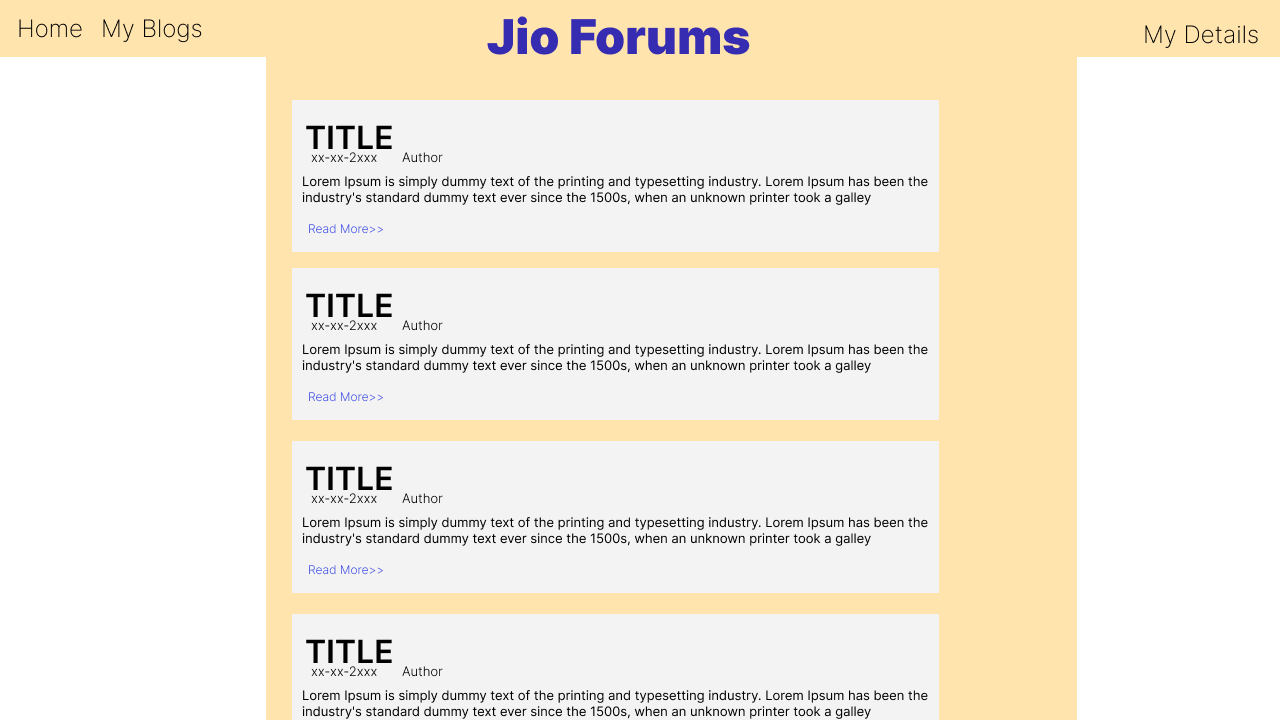 Home My Blogs Jio Forums My Details
TITLE
xx-xx-2xxx Author
Lorem Ipsum is simply dummy text of the printing and typesetting industry. Lorem Ipsum has been the
industry's standard dummy text ever since the 1500s, when an unknown printer took a galley
Read More>>
TITLE
xx-xx-2xxx Author
Lorem Ipsum is simply dummy text of the printing and typesetting industry. Lorem Ipsum has been the
industry's standard dummy text ever since the 1500s, when an unknown printer took a galley
Read More>>
TITLE
xx-xx-2xxx Author
Lorem Ipsum is simply dummy text of the printing and typesetting industry. Lorem Ipsum has been the
industry's standard dummy text ever since the 1500s, when an unknown printer took a galley
Read More>>
TITLE
xx-xx-2xxx Author
Lorem Ipsum is simply dummy text of the printing and typesetting industry. Lorem Ipsum has been the
industry's standard dummy text ever since the 1500s, when an unknown printer took a galley